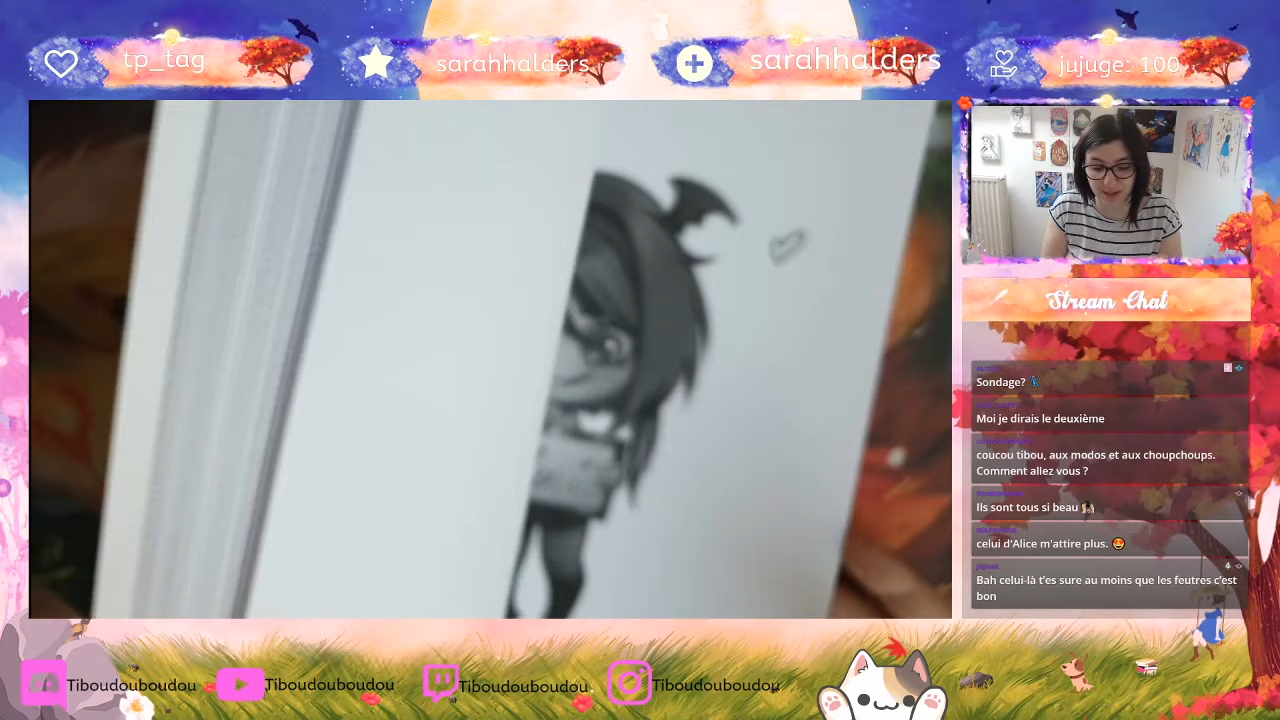 tp_tag
sarahhalders
sarahhalders
jujuge: 100
Stream Chat
Sondage?
Moi je dirais le deuxième
coucou tibou, aux modos et aux choupchoups.
Comment allez vous ?
Ils sont tous si beau
celui d'Alice m'attire plus.
Bah celui-là t'es sure au moins que les feutres c'est
bon
Tiboudouboudou
Tiboudouboudou
Tiboudouboudou
Tiboudouboudou